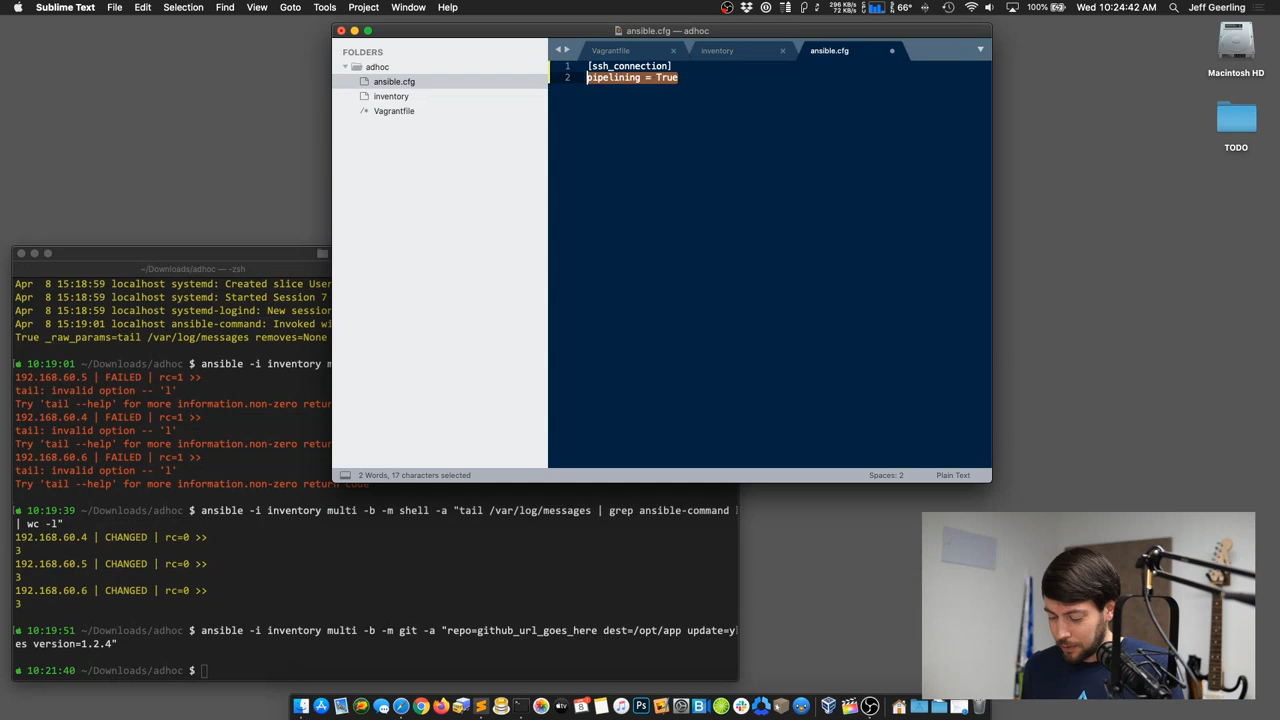 Sublime Text File Edit Selection Find View Goto Tools Project Window Help
296 KB/s
72 KB/s
66° 100% Wed 10:24:42 AM Jeff Geerling
ansible.cfg — adhoc
FOLDERS
adhoc
ansible.cfg
inventory
Vagrantfile
Vagrantfile inventory ansible.cfg
1 [ssh_connection]
2 pipelining = True
2 Words, 17 characters selected Spaces: 2 Plain Text
Macintosh HD
TODO
~/Downloads/adhoc — -zsh
Apr 8 15:18:59 localhost systemd: Created slice User
Apr 8 15:18:59 localhost systemd: Started Session 7
Apr 8 15:18:59 localhost systemd-logind: New session
Apr 8 15:19:01 localhost ansible-command: Invoked wi
True _raw_params=tail /var/log/messages removes=None
10:19:01 ~/Downloads/adhoc $ ansible -i inventory m
192.168.60.5 | FAILED | rc=1 >>
tail: invalid option -- 'l'
Try 'tail --help' for more information.non-zero retur
192.168.60.4 | FAILED | rc=1 >>
tail: invalid option -- 'l'
Try 'tail --help' for more information.non-zero retur
192.168.60.6 | FAILED | rc=1 >>
tail: invalid option -- 'l'
Try 'tail --help' for more information.non-zero return code
10:19:39 ~/Downloads/adhoc $ ansible -i inventory multi -b -m shell -a "tail /var/log/messages | grep ansible-command
| wc -l"
192.168.60.4 | CHANGED | rc=0 >>
3
192.168.60.5 | CHANGED | rc=0 >>
3
192.168.60.6 | CHANGED | rc=0 >>
3
10:19:51 ~/Downloads/adhoc $ ansible -i inventory multi -b -m git -a "repo=github_url_goes_here dest=/opt/app update=y
es version=1.2.4"
10:21:40 ~/Downloads/adhoc $